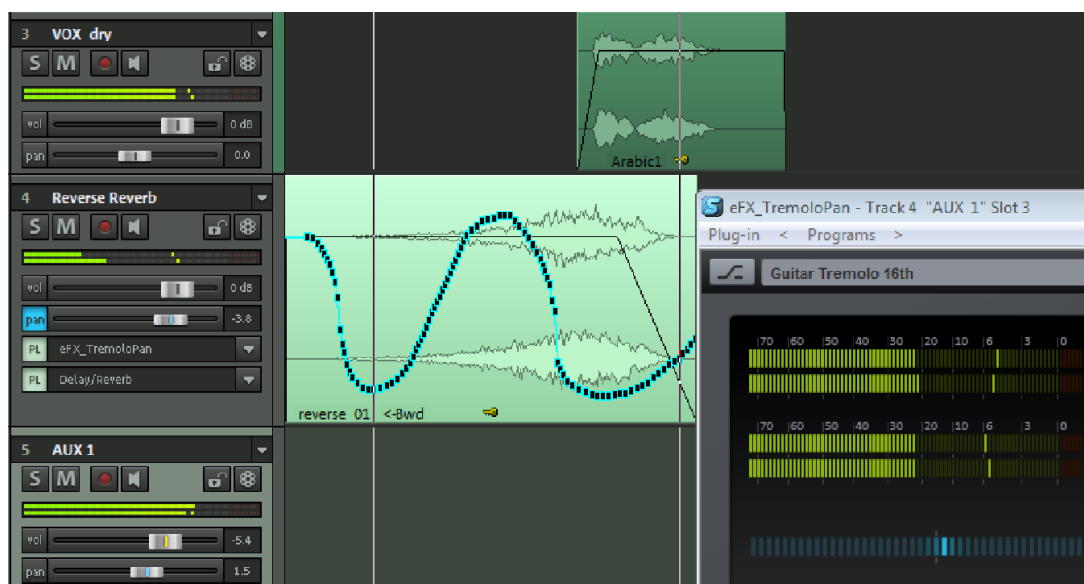 3 VOX dry
S M
vol 0 dB
pan 0.0
Arabic1
4 Reverse Reverb
S M
vol 0 dB
pan -3.8
PL eFX_TremoloPan
PL Delay/Reverb
reverse 01 <-Bwd
5 AUX 1
S M
vol -5.4
pan 1.5
S eFX_TremoloPan - Track 4 "AUX 1" Slot 3
Plug-in < Programs >
Guitar Tremolo 16th
70 60 50 40 30 20 10 6 3 0
70 60 50 40 30 20 10 6 3 0